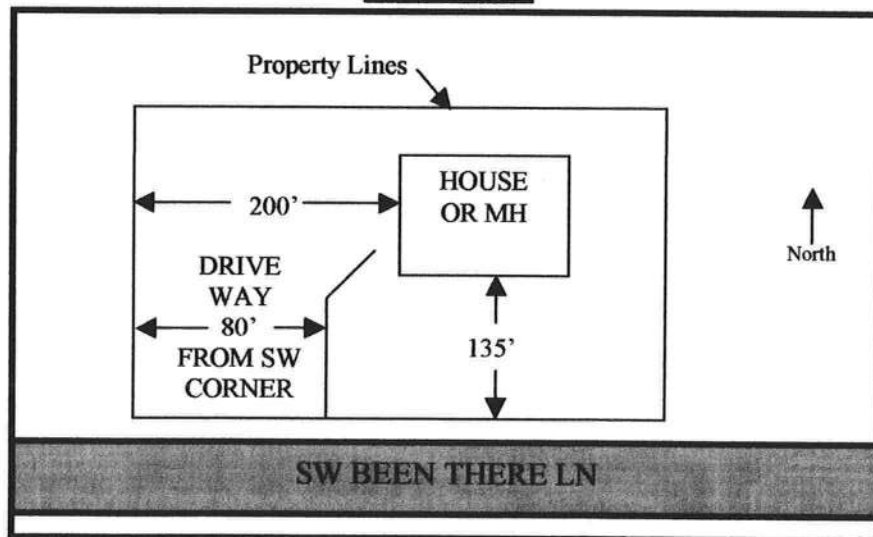 Property Lines
HOUSE
OR MH
200’
North
DRIVE
WAY
80’
FROM SW
CORNER
135’
SW BEEN THERE LN